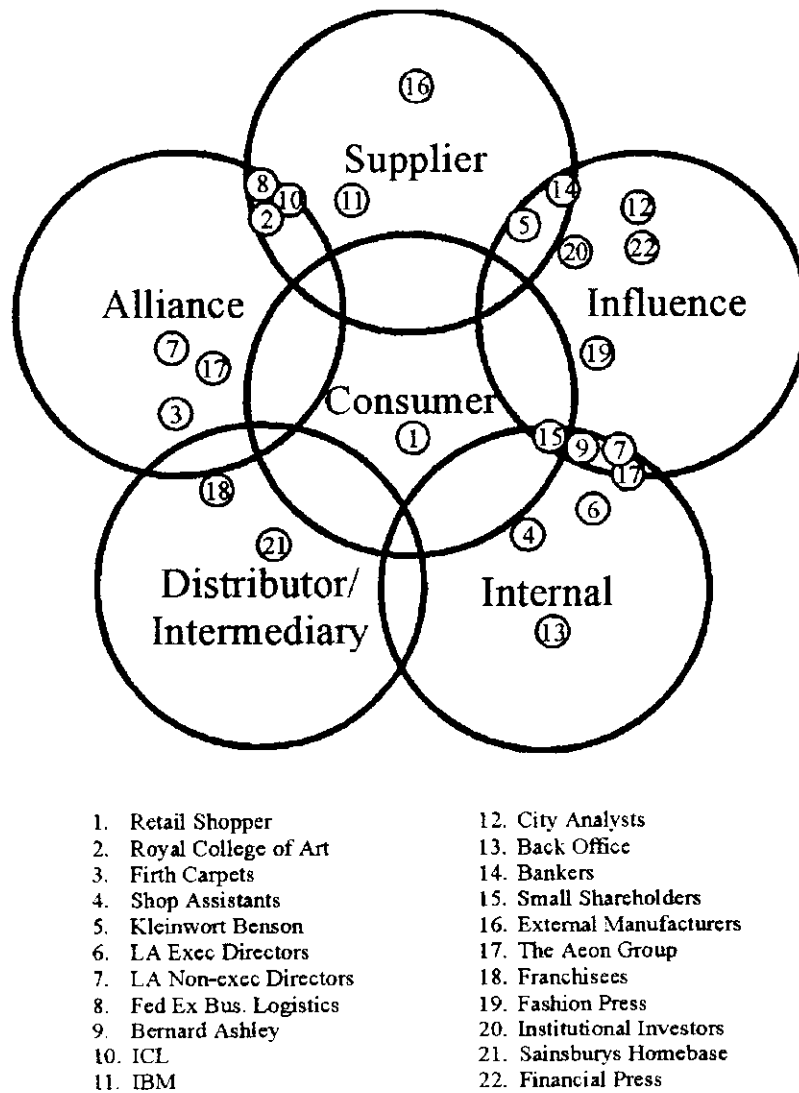 16
Supplier
8
10
11
2
14
5
12
20
22
Alliance
Influence
7
17
3
19
Consumer
1
15
9
7
17
18
6
21
4
Distributor/
Intermediary
Internal
13
1. Retail Shopper
2. Royal College of Art
3. Firth Carpets
4. Shop Assistants
5. Kleinwort Benson
6. LA Exec Directors
7. LA Non-exec Directors
8. Fed Ex Bus. Logistics
9. Bernard Ashley
10. ICL
11. IBM
12. City Analysts
13. Back Office
14. Bankers
15. Small Shareholders
16. External Manufacturers
17. The Aeon Group
18. Franchisees
19. Fashion Press
20. Institutional Investors
21. Sainsburys Homebase
22. Financial Press